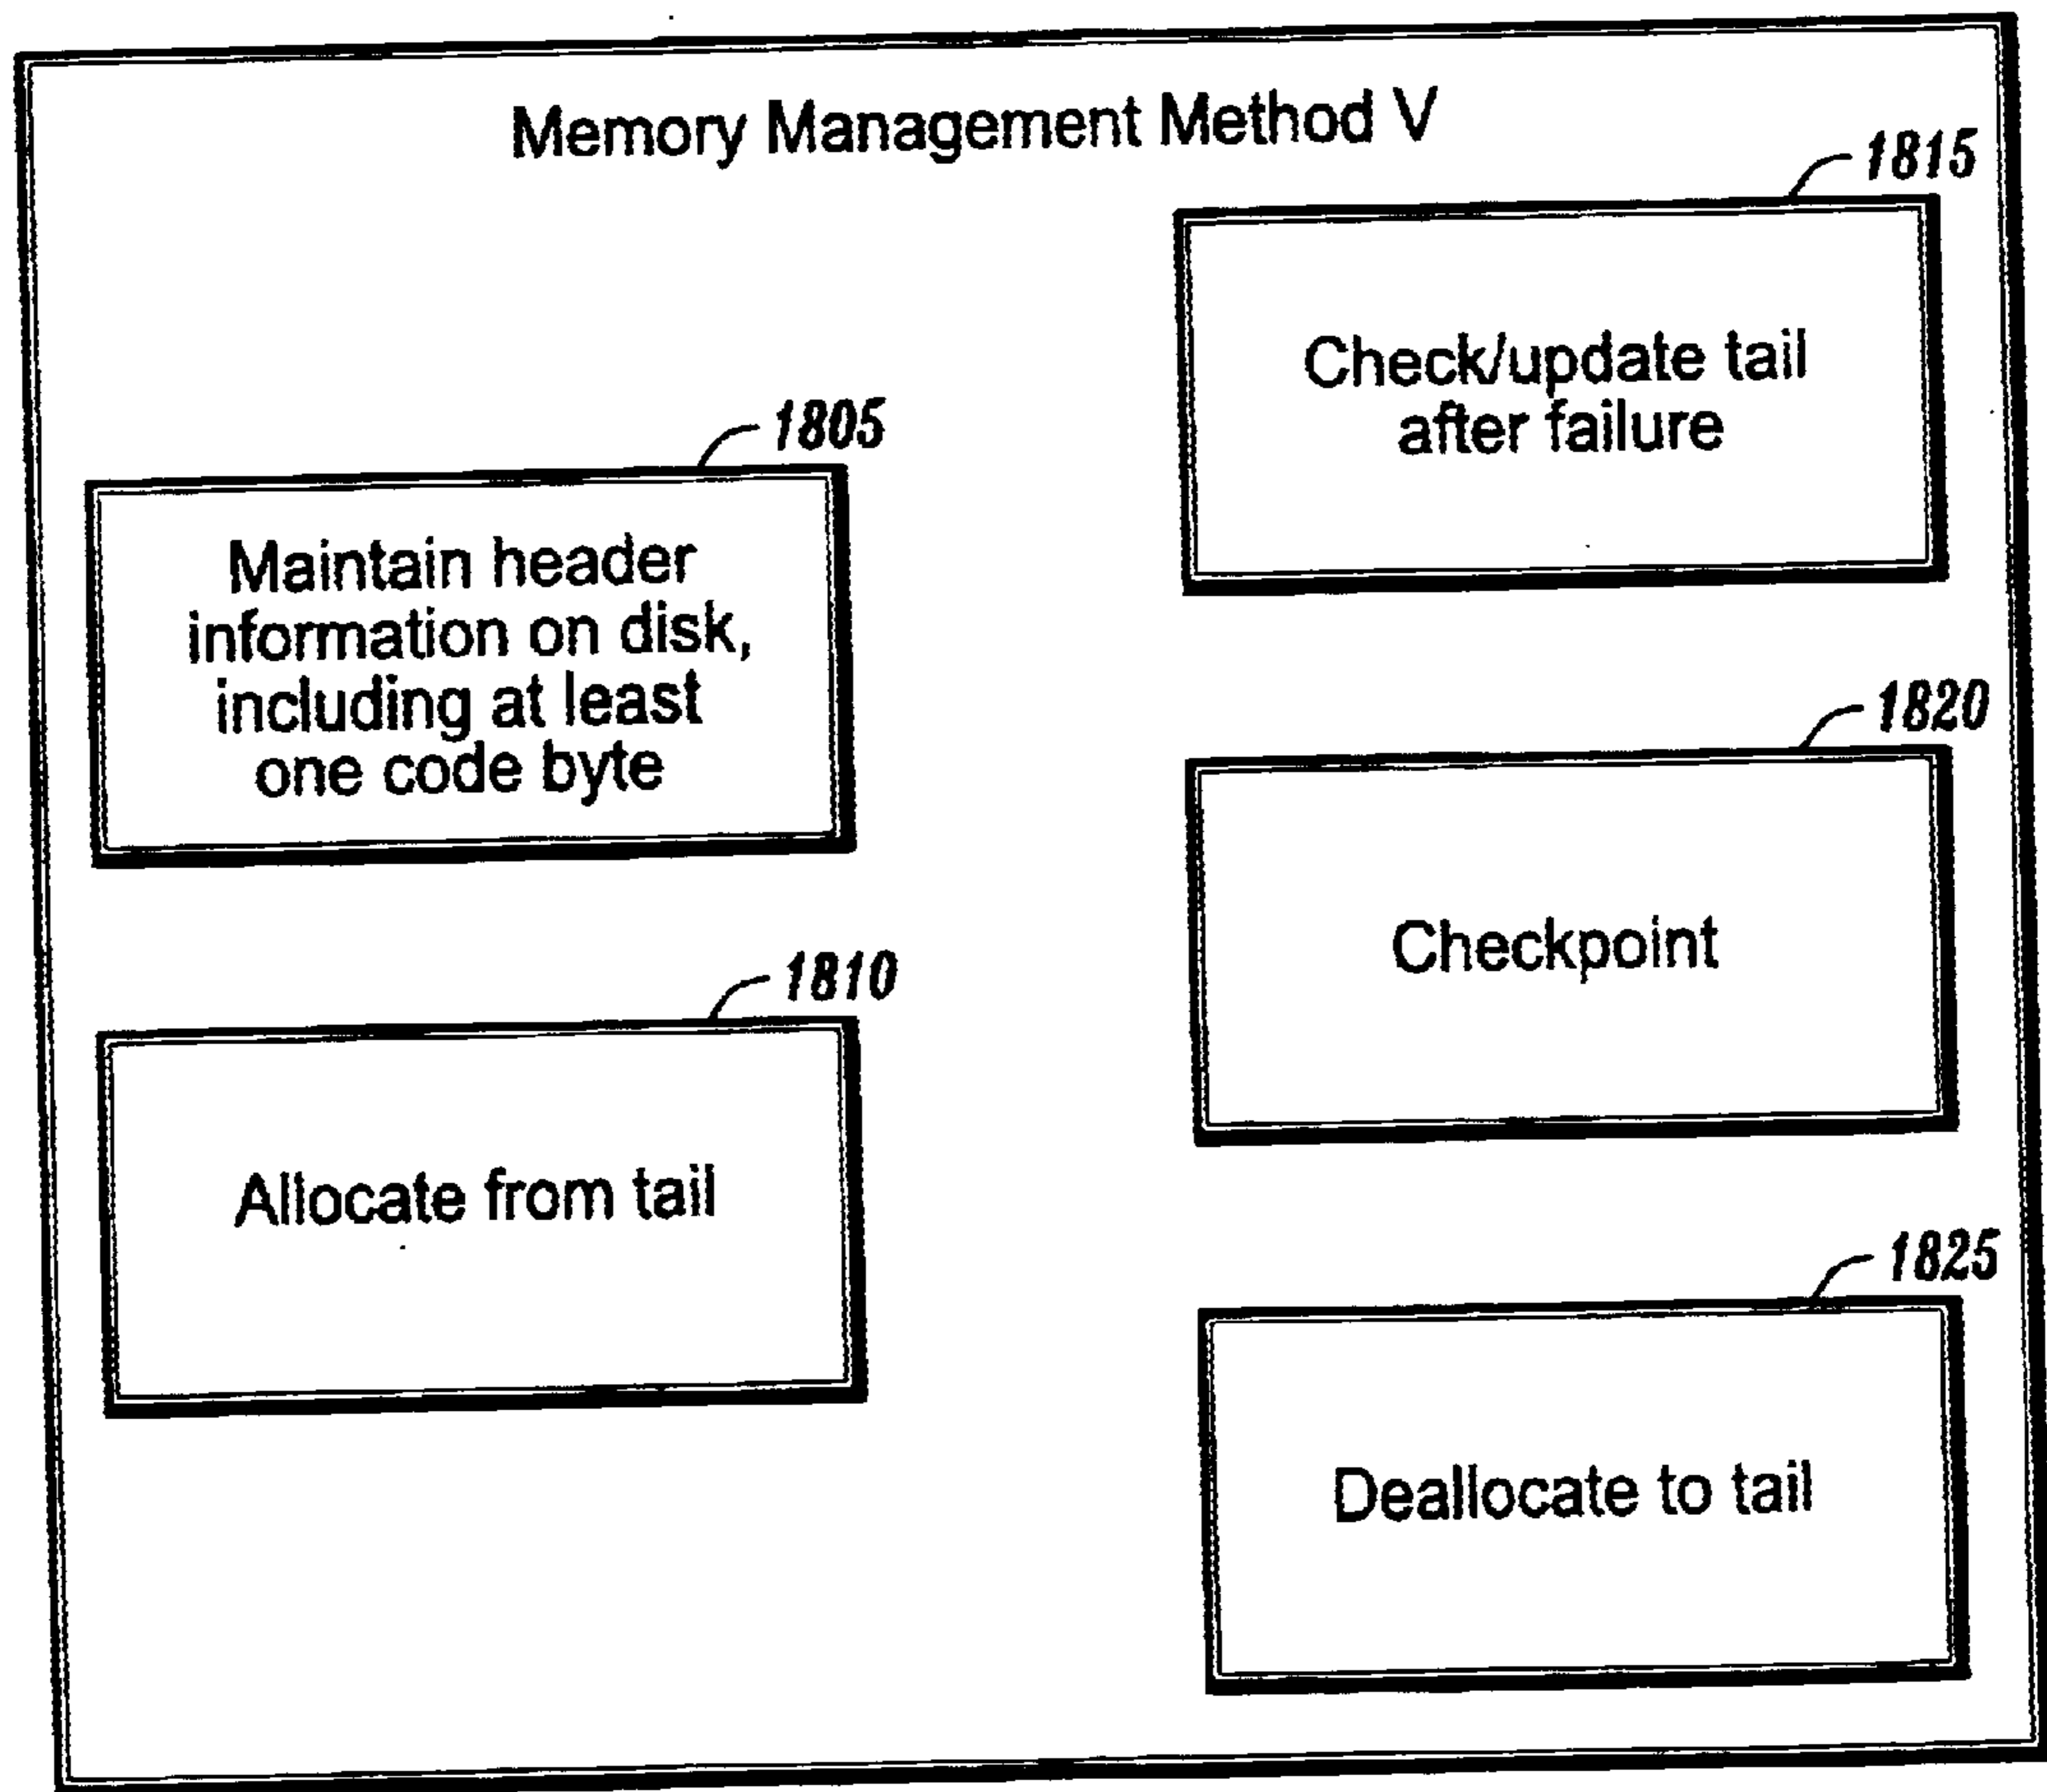 Memory Management Method V
1805
Maintain header
information on disk,
including at least
one code byte
1810
Allocate from tail
1815
Check/update tail
after failure
1820
Checkpoint
1825
Deallocate to tail